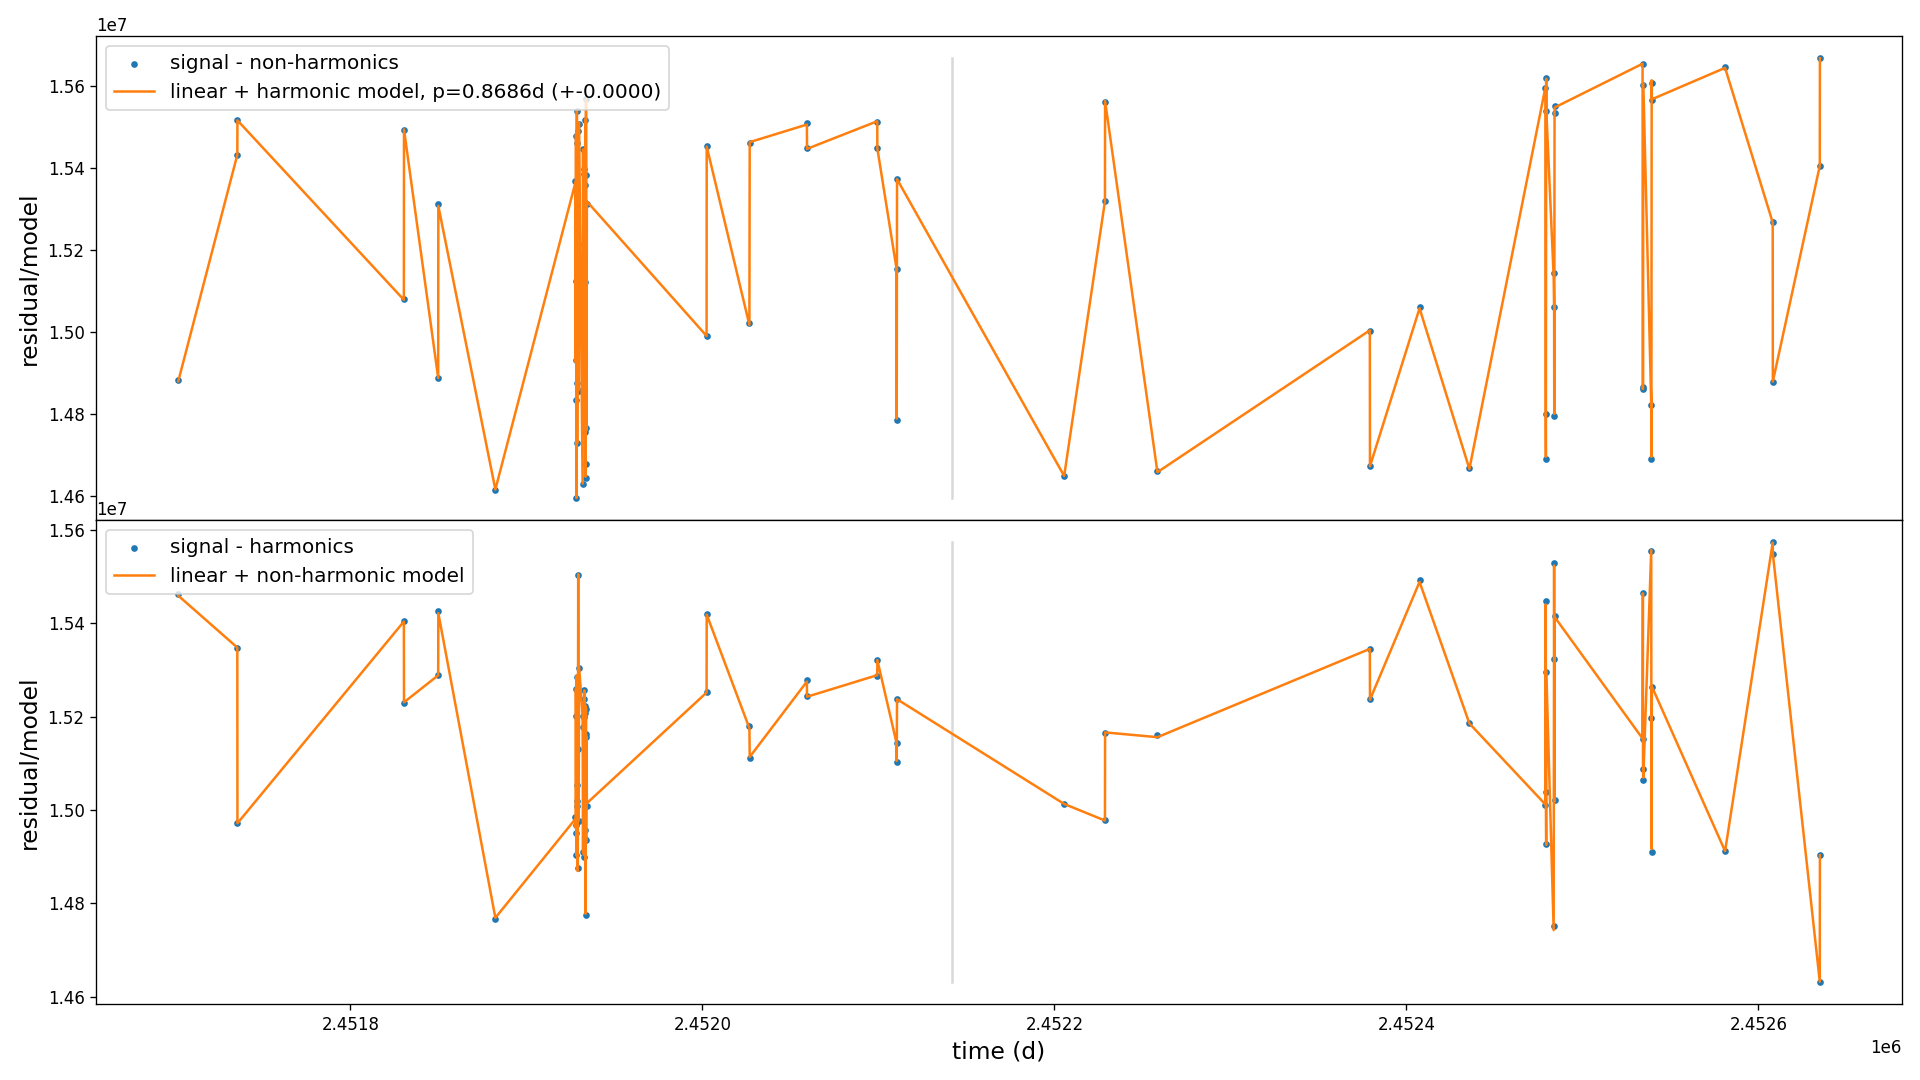 1e7
signal - non-harmonics
linear + harmonic model, p=0.8686d (+-0.0000)
residual/model
1.56
1.54
1.52
1.50
1.48
1.46
1e7
signal - harmonics
linear + non-harmonic model
residual/model
1.56
1.54
1.52
1.50
1.48
1.46
2.4518
2.4520
2.4522
2.4524
2.4526
time (d)
1e6